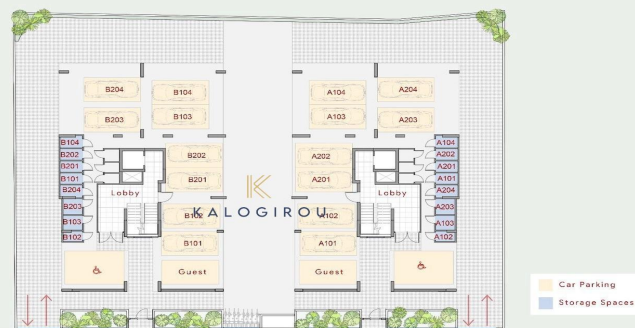 B204 B104 A104 A204
B203 B103 A103 A203
B104 A104
B202 B202 A202 A202
B201 A201
B101 B201 A201 A101
B204 Lobby Lobby A204
B203 A203
KALOGIROU
B103 B102 A102 A103
B102 B101 A101 A102
Guest Guest
Car Parking
Storage Spaces